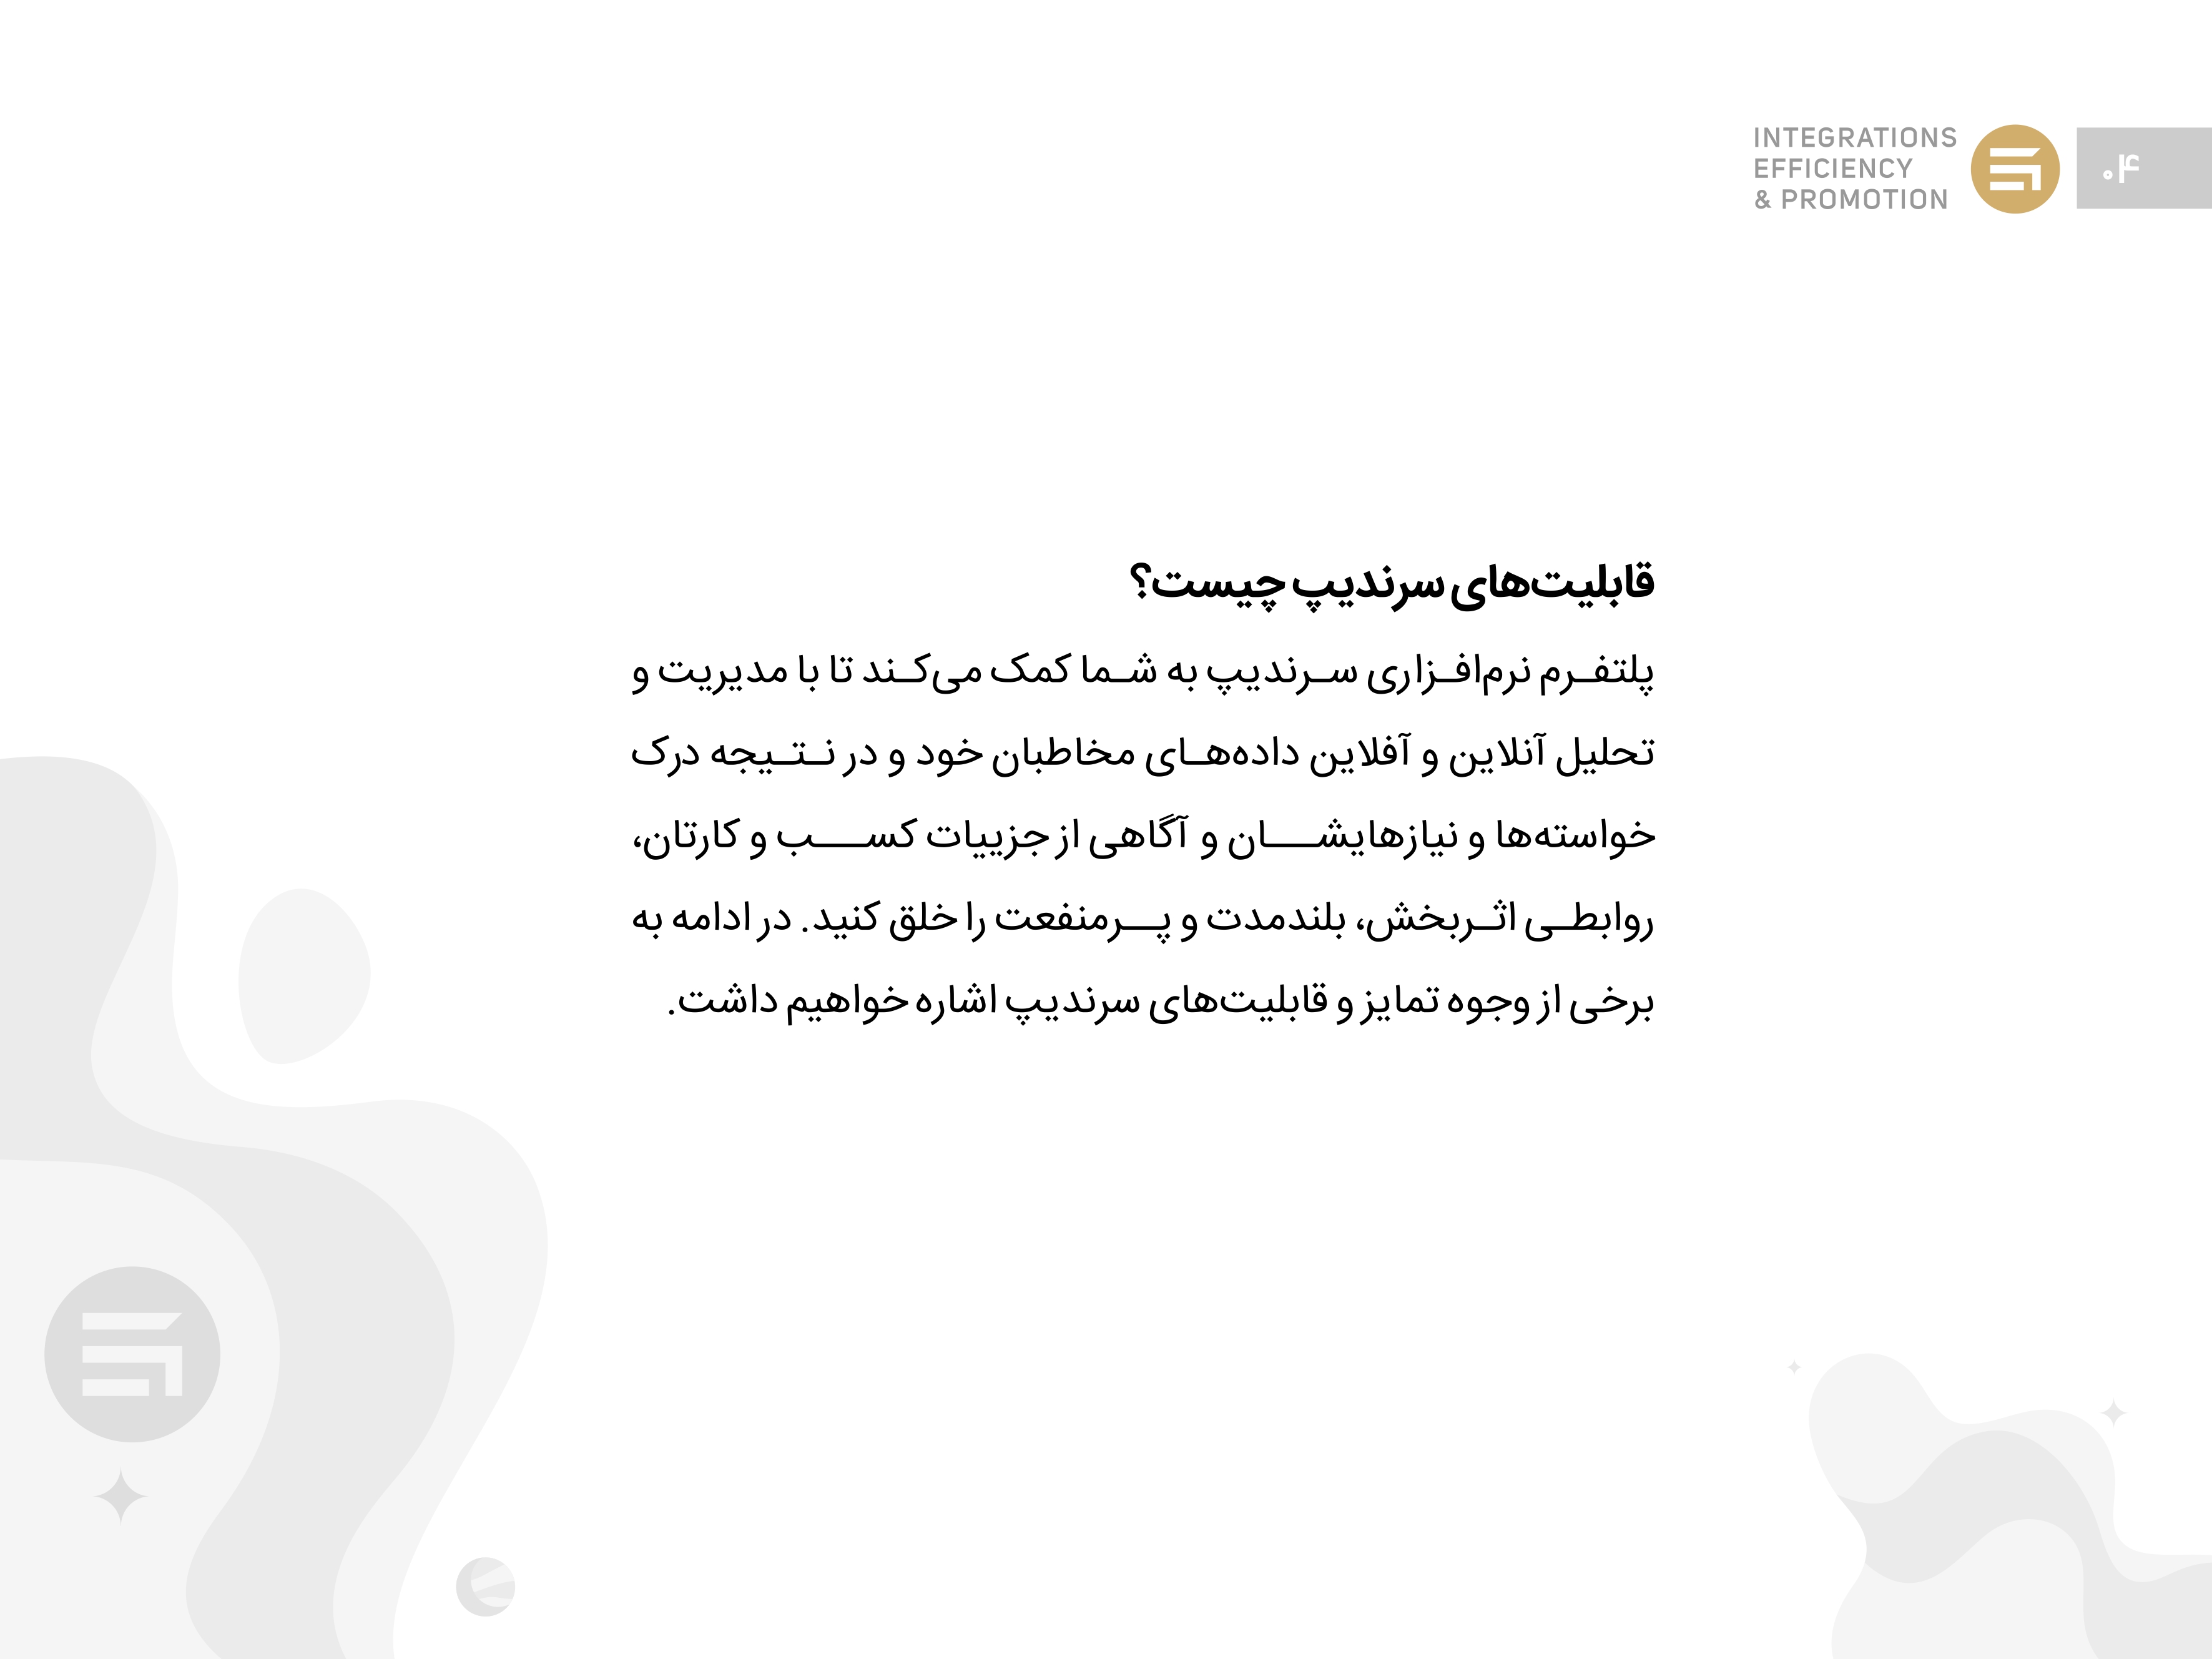 INTEGRATIONS
EFFICIENCY
& PROMOTION
۰۴
قابلیت‌های سرندیپ چیست؟
پلتفـرم نرم‌افـزاری سـرندیپ به شـما کمک می‌کـند تا با مدیریت و
تحلیل آنلاین و آفلاین داده‌هـای مخاطبان خود و در نـتـیجه درک
خواسته‌ها و نیازهایشـــان و آگاهی از جزییات کســـب و کارتان،
روابطـی اثـربخش، بلندمدت و پـــرمنفعت را خلق کنید. در ادامه به
برخی از وجوه تمایز و قابلیت‌های سرندیپ اشاره خواهیم داشت.